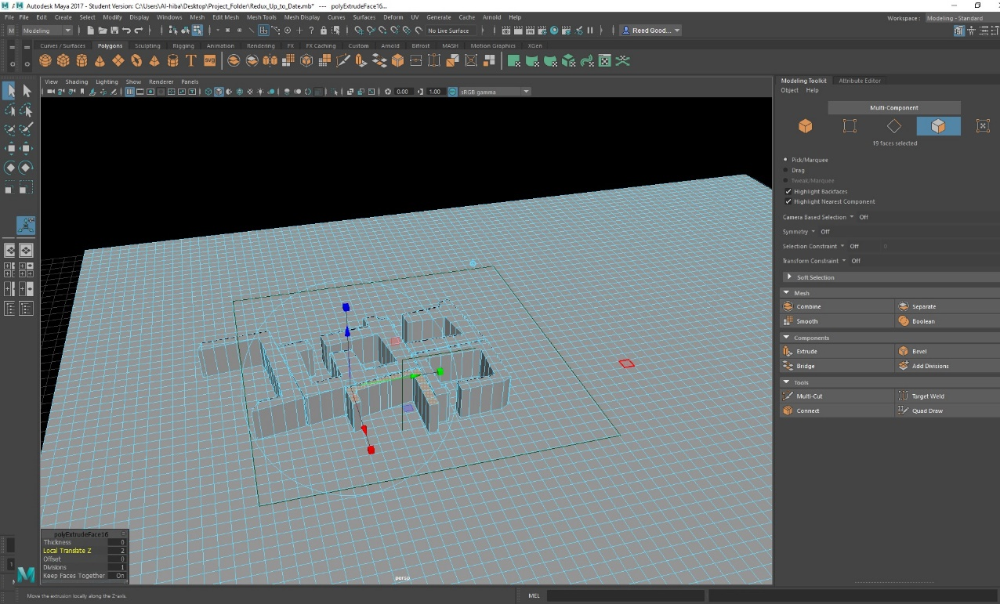 Autodesk Maya 2017 - Student Version: C:\Users\Al-hiba\Desktop\Project_Folder\Redux_Up_to_Date.mb* --- polyExtrudeFace16...
File File Edit Create Select Modify Display Windows Mesh Edit Mesh Mesh Tools Mesh Display Curves Surfaces Deform UV Generate Cache Arnold Help
Workspace : Modeling - Standard
Modeling No Live Surface Reed Good...
Curves / Surfaces Polygons Sculpting Rigging Animation Rendering FX FX Caching Custom Arnold Bifrost MASH Motion Graphics XGen
T svg
View Shading Lighting Show Renderer Panels
0.00 1.00 sRGB gamma
Modeling Toolkit Attribute Editor
Object Help
Multi-Component
19 faces selected
Pick/Marquee
Drag
Tweak/Marquee
Highlight Backfaces
Highlight Nearest Component
Camera Based Selection Off
Symmetry Off
Selection Constraint Off 0
Transform Constraint Off
Soft Selection
Mesh
Combine Separate
Smooth Boolean
Components
Extrude Bevel
Bridge Add Divisions
Tools
Multi-Cut Target Weld
Connect Quad Draw
polyExtrudeFace16
Thickness 0
Local Translate Z 2
Offset 0
Divisions 1
Keep Faces Together On
persp
Move the extrusion locally along the Z-axis.
MEL